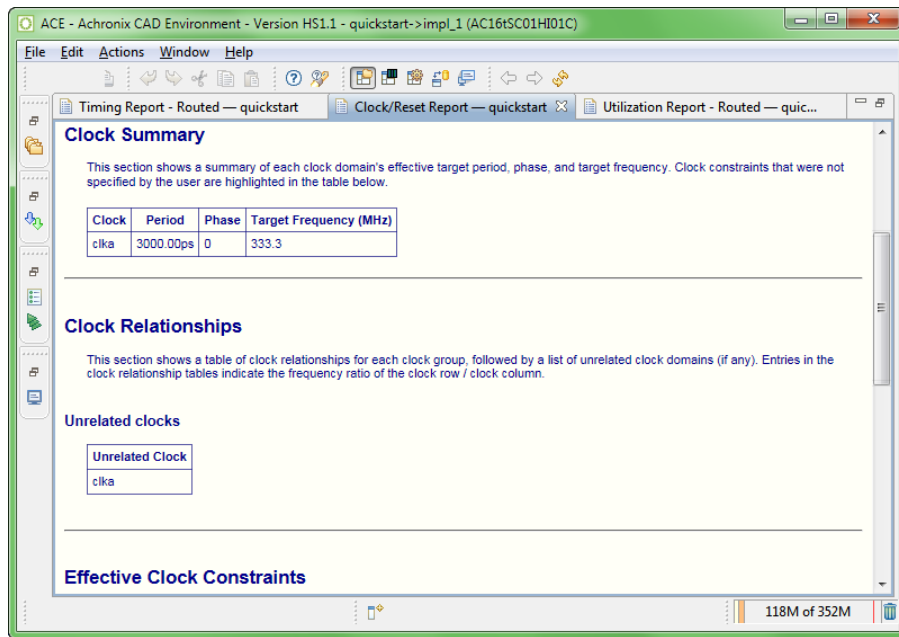 ACE - Achronix CAD Environment - Version HS1.1 - quickstart->impl_1 (AC16tSC01HI01C)
File Edit Actions Window Help
Timing Report - Routed — quickstart
Clock/Reset Report — quickstart
Utilization Report - Routed — quic...
Clock Summary
This section shows a summary of each clock domain's effective target period, phase, and target frequency. Clock constraints that were not
specified by the user are highlighted in the table below.
Clock Period Phase Target Frequency (MHz)
clka 3000.00ps 0 333.3
Clock Relationships
This section shows a table of clock relationships for each clock group, followed by a list of unrelated clock domains (if any). Entries in the
clock relationship tables indicate the frequency ratio of the clock row / clock column.
Unrelated clocks
Unrelated Clock
clka
Effective Clock Constraints
118M of 352M